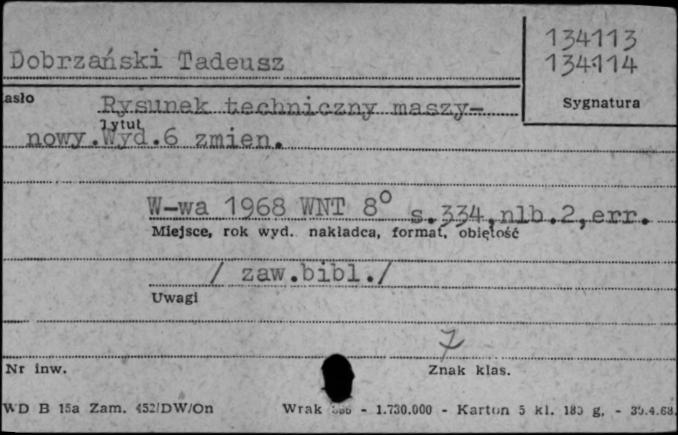 134113
Dobrzański Tadeusz 134114
asło Rysunek techniczny maszy- Sygnatura
Tytuł
nowy.Wyd.6 zmien.
W-wa 1968 WNT 8° s.334,nlb.2,err.
Miejsce, rok wyd. nakładca, format, objętość
/ zaw.bibl./
Uwagi
7
Nr inw. Znak klas.
WD B 15a Zam. 452/DW/On Wrak - 1.730.000 - Karton 5 kl. g,